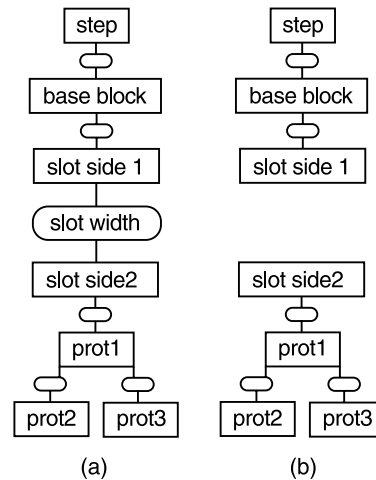 step
base block
slot side 1
slot width
slot side2
prot1
prot2 prot3
(a)
step
base block
slot side 1
slot side2
prot1
prot2 prot3
(b)